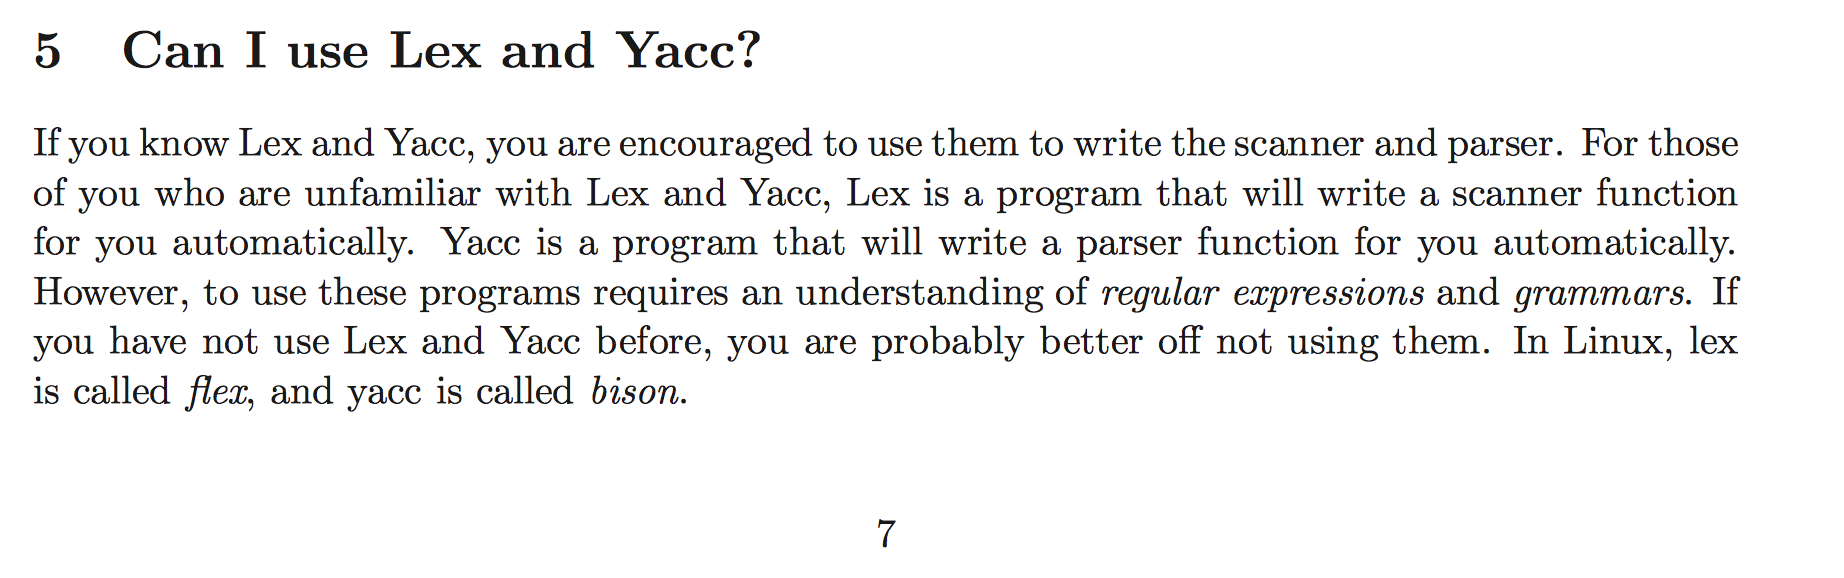 5 Can I use Lex and Yacc?
If you know Lex and Yacc, you are encouraged to use them to write the scanner and parser. For those
of you who are unfamiliar with Lex and Yacc, Lex is a program that will write a scanner function
for you automatically. Yacc is a program that will write a parser function for you automatically.
However, to use these programs requires an understanding of regular expressions and grammars. If
you have not use Lex and Yacc before, you are probably better off not using them. In Linux, lex
is called flex, and yacc is called bison.
7